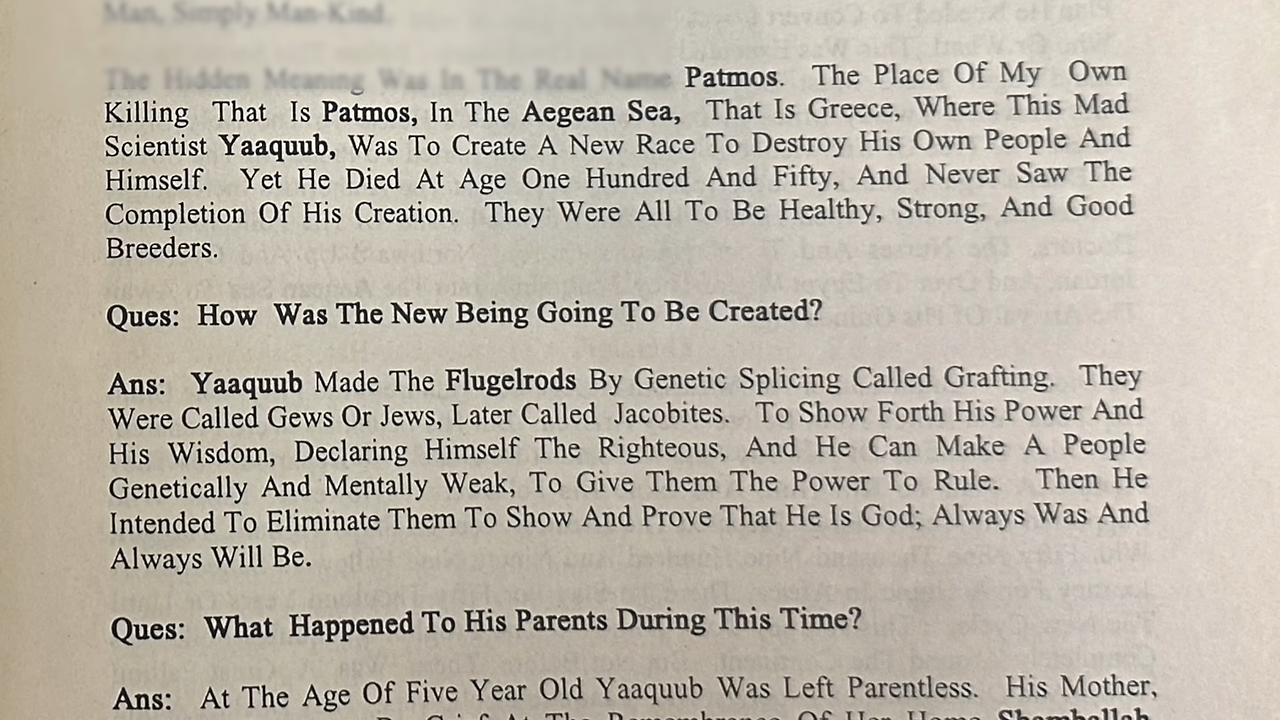 Man, Simply Man-Kind.
The Hidden Meaning Was In The Real Name Patmos. The Place Of My Own
Killing That Is Patmos, In The Aegean Sea, That Is Greece, Where This Mad
Scientist Yaaquub, Was To Create A New Race To Destroy His Own People And
Himself. Yet He Died At Age One Hundred And Fifty, And Never Saw The
Completion Of His Creation. They Were All To Be Healthy, Strong, And Good
Breeders.
Ques: How Was The New Being Going To Be Created?
Ans: Yaaquub Made The Flugelrods By Genetic Splicing Called Grafting. They
Were Called Gews Or Jews, Later Called Jacobites. To Show Forth His Power And
His Wisdom, Declaring Himself The Righteous, And He Can Make A People
Genetically And Mentally Weak, To Give Them The Power To Rule. Then He
Intended To Eliminate Them To Show And Prove That He Is God; Always Was And
Always Will Be.
Ques: What Happened To His Parents During This Time?
Ans: At The Age Of Five Year Old Yaaquub Was Left Parentless. His Mother,
Grief At The Remembrance Of Her Home Shamballah